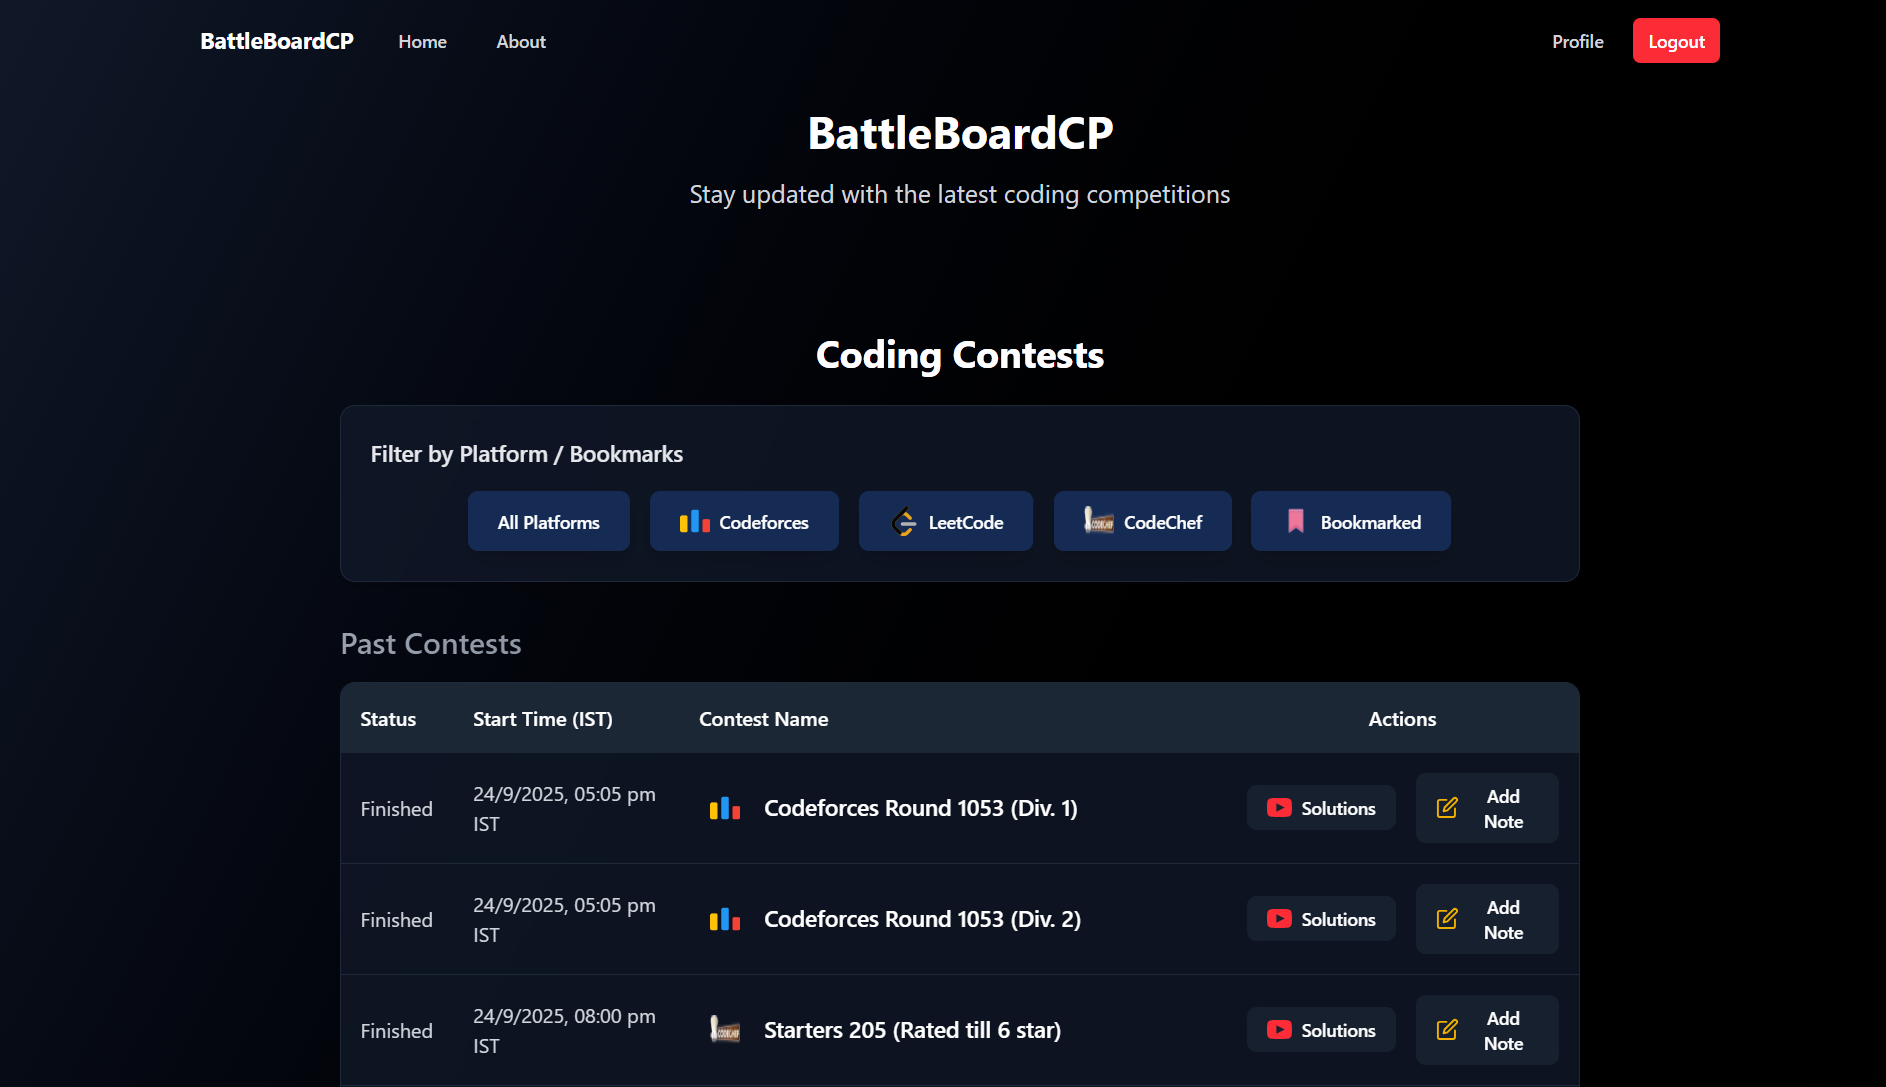 BattleBoardCP Home About Profile Logout
BattleBoardCP
Stay updated with the latest coding competitions
Coding Contests
Filter by Platform / Bookmarks
All Platforms Codeforces LeetCode CODECHEF CodeChef Bookmarked
Past Contests
Status Start Time (IST) Contest Name Actions
Finished 24/9/2025, 05:05 pm IST Codeforces Round 1053 (Div. 1) Solutions Add Note
Finished 24/9/2025, 05:05 pm IST Codeforces Round 1053 (Div. 2) Solutions Add Note
Finished 24/9/2025, 08:00 pm IST CODECHEF Starters 205 (Rated till 6 star) Solutions Add Note